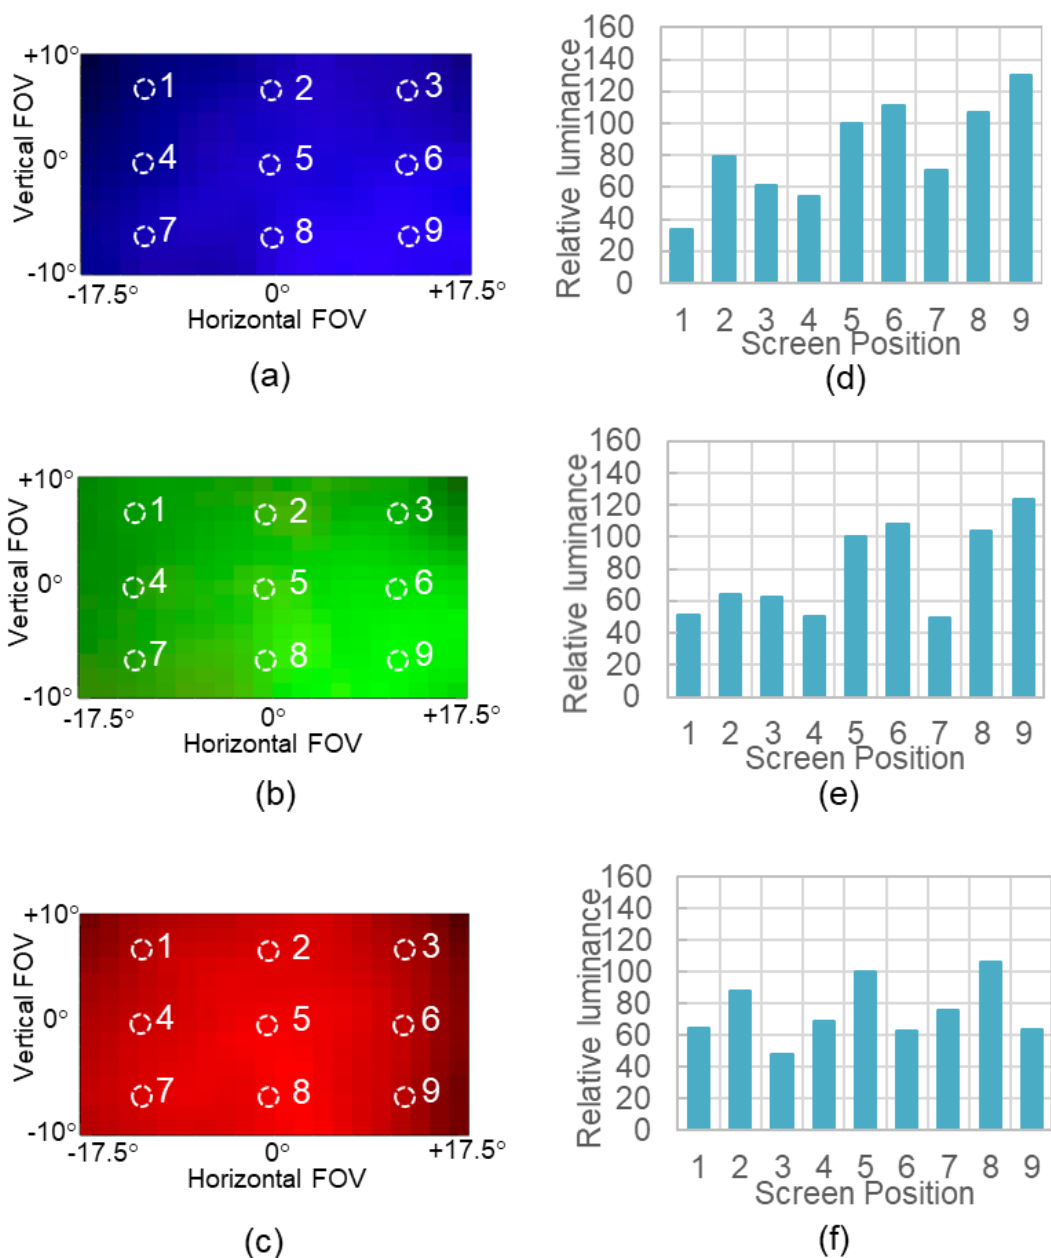 +10°
Vertical FOV
0°
-10°
1 2 3
4 5 6
7 8 9
-17.5° 0° +17.5°
Horizontal FOV
(a)
160
140
120
100
80
60
40
20
0
Relative luminance
1 2 3 4 5 6 7 8 9
Screen Position
(d)
+10°
Vertical FOV
0°
-10°
1 2 3
4 5 6
7 8 9
-17.5° 0° +17.5°
Horizontal FOV
(b)
160
140
120
100
80
60
40
20
0
Relative luminance
1 2 3 4 5 6 7 8 9
Screen Position
(e)
+10°
Vertical FOV
0°
-10°
1 2 3
4 5 6
7 8 9
-17.5° 0° +17.5°
Horizontal FOV
(c)
160
140
120
100
80
60
40
20
0
Relative luminance
1 2 3 4 5 6 7 8 9
Screen Position
(f)